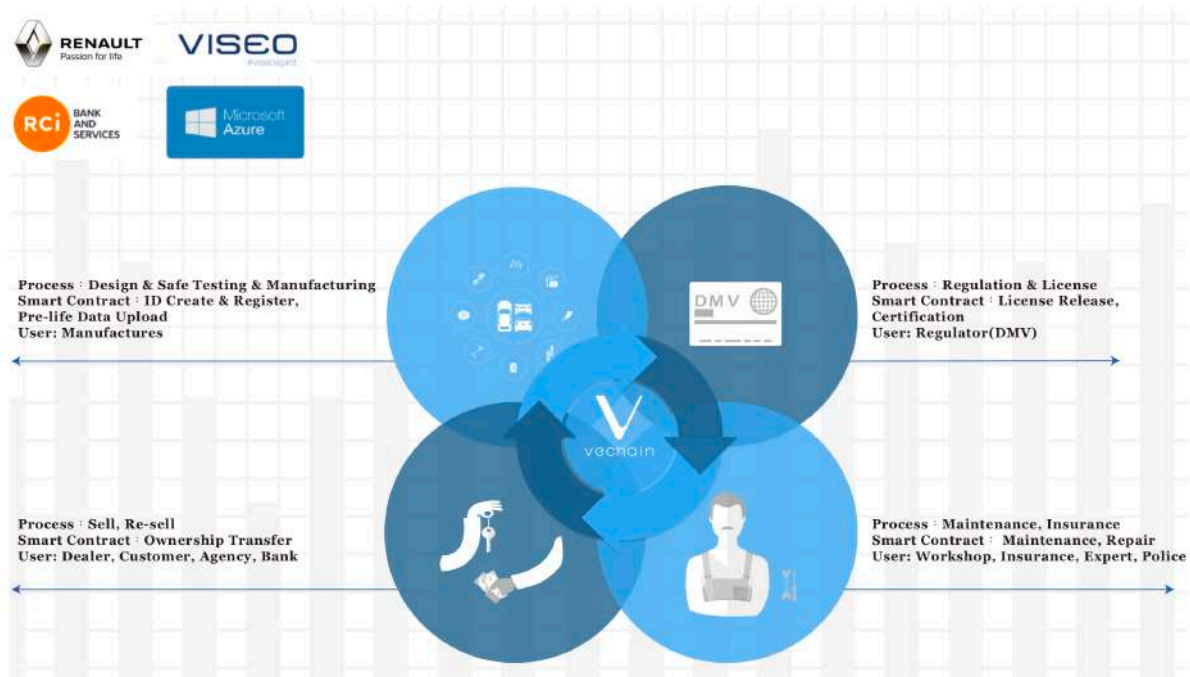 RENAULT
Passion for life
VISEO
#viseospirit
RCi
BANK
AND
SERVICES
Microsoft
Azure
Process : Design & Safe Testing & Manufacturing
Smart Contract : ID Create & Register,
Pre-life Data Upload
User: Manufactures
DMV
Process : Regulation & License
Smart Contract : License Release,
Certification
User: Regulator(DMV)
vechain
Process : Sell, Re-sell
Smart Contract : Ownership Transfer
User: Dealer, Customer, Agency, Bank
Process : Maintenance, Insurance
Smart Contract : Maintenance, Repair
User: Workshop, Insurance, Expert, Police